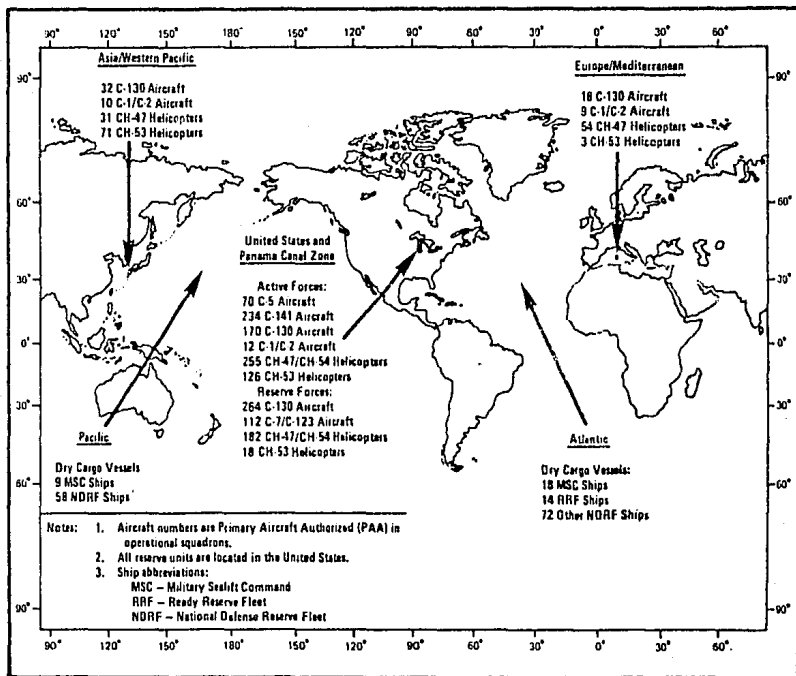 90° 120° 150° 180° 150° 120° 90° 60° 30° 0° 30° 60°
Asia/Western Pacific
32 C-130 Aircraft
10 C-1/C-2 Aircraft
31 CH-47 Helicopters
71 CH-53 Helicopters
Europe/Mediterranean
18 C-130 Aircraft
9 C-1/C-2 Aircraft
54 CH-47 Helicopters
3 CH-53 Helicopters
90°
60°
30°
0°
30°
60°
90°
90°
60°
30°
0°
30°
60°
90°
United States and
Panama Canal Zone
Active Forces:
70 C-5 Aircraft
234 C-141 Aircraft
170 C-130 Aircraft
12 C-1/C-2 Aircraft
255 CH-47/CH-54 Helicopters
126 CH-53 Helicopters
Reserve Forces:
264 C-130 Aircraft
112 C-7/C-123 Aircraft
182 CH-47/CH-54 Helicopters
18 CH-53 Helicopters
Pacific
Dry Cargo Vessels
9 MSC Ships
58 NDRF Ships
Atlantic
Dry Cargo Vessels:
18 MSC Ships
14 RRF Ships
72 Other NDRF Ships
Notes: 1. Aircraft numbers are Primary Aircraft Authorized (PAA) in
operational squadrons.
2. All reserve units are located in the United States.
3. Ship abbreviations:
MSC – Military Sealift Command
RRF – Ready Reserve Fleet
NDRF – National Defense Reserve Fleet
90° 120° 150° 180° 150° 120° 90° 60° 30° 0° 30° 60°.